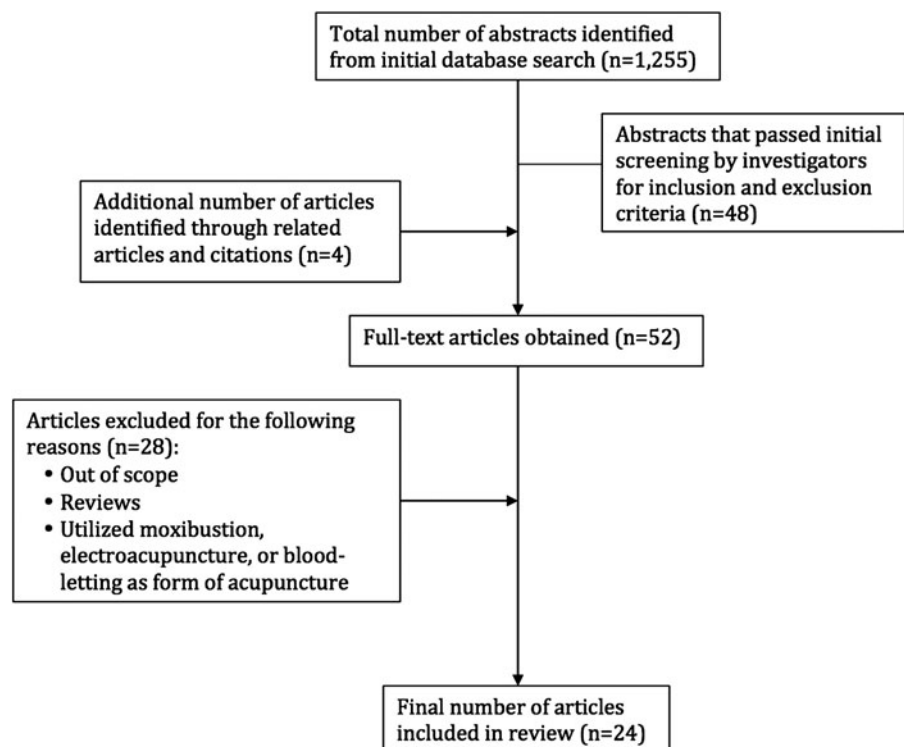 Total number of abstracts identified
from initial database search (n=1,255)
Abstracts that passed initial
screening by investigators
for inclusion and exclusion
criteria (n=48)
Additional number of articles
identified through related
articles and citations (n=4)
Full-text articles obtained (n=52)
Articles excluded for the following
reasons (n=28):
• Out of scope
• Reviews
• Utilized moxibustion,
electroacupuncture, or blood-
letting as form of acupuncture
Final number of articles
included in review (n=24)